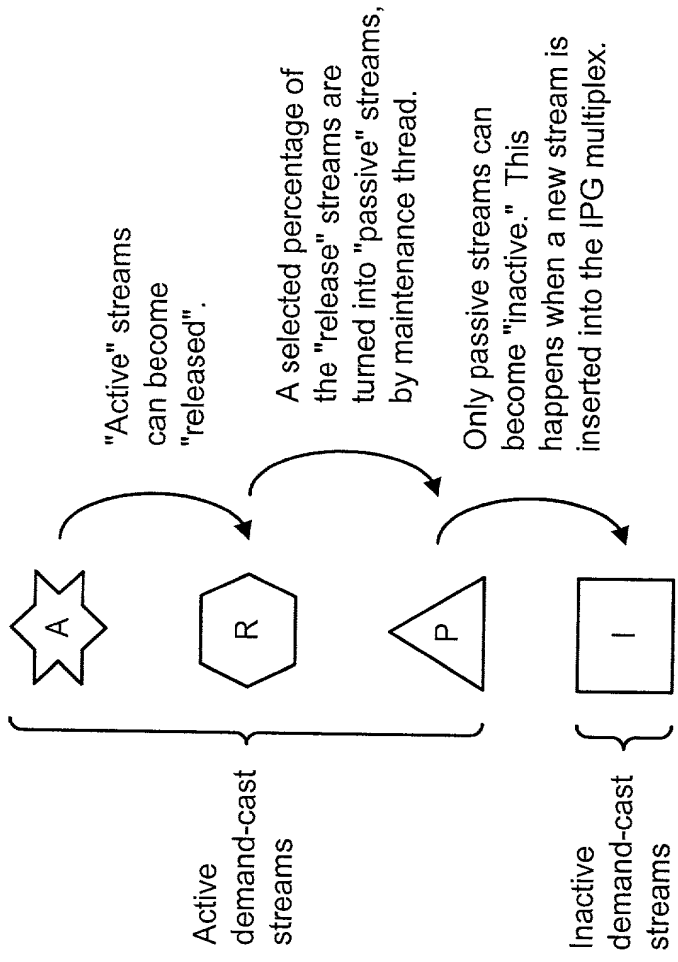 Active
demand-cast
streams
Inactive
demand-cast
streams
A
R
P
I
"Active" streams
can become
"released".
A selected percentage of
the "release" streams are
turned into "passive" streams,
by maintenance thread.
Only passive streams can
become "inactive." This
happens when a new stream is
inserted into the IPG multiplex.